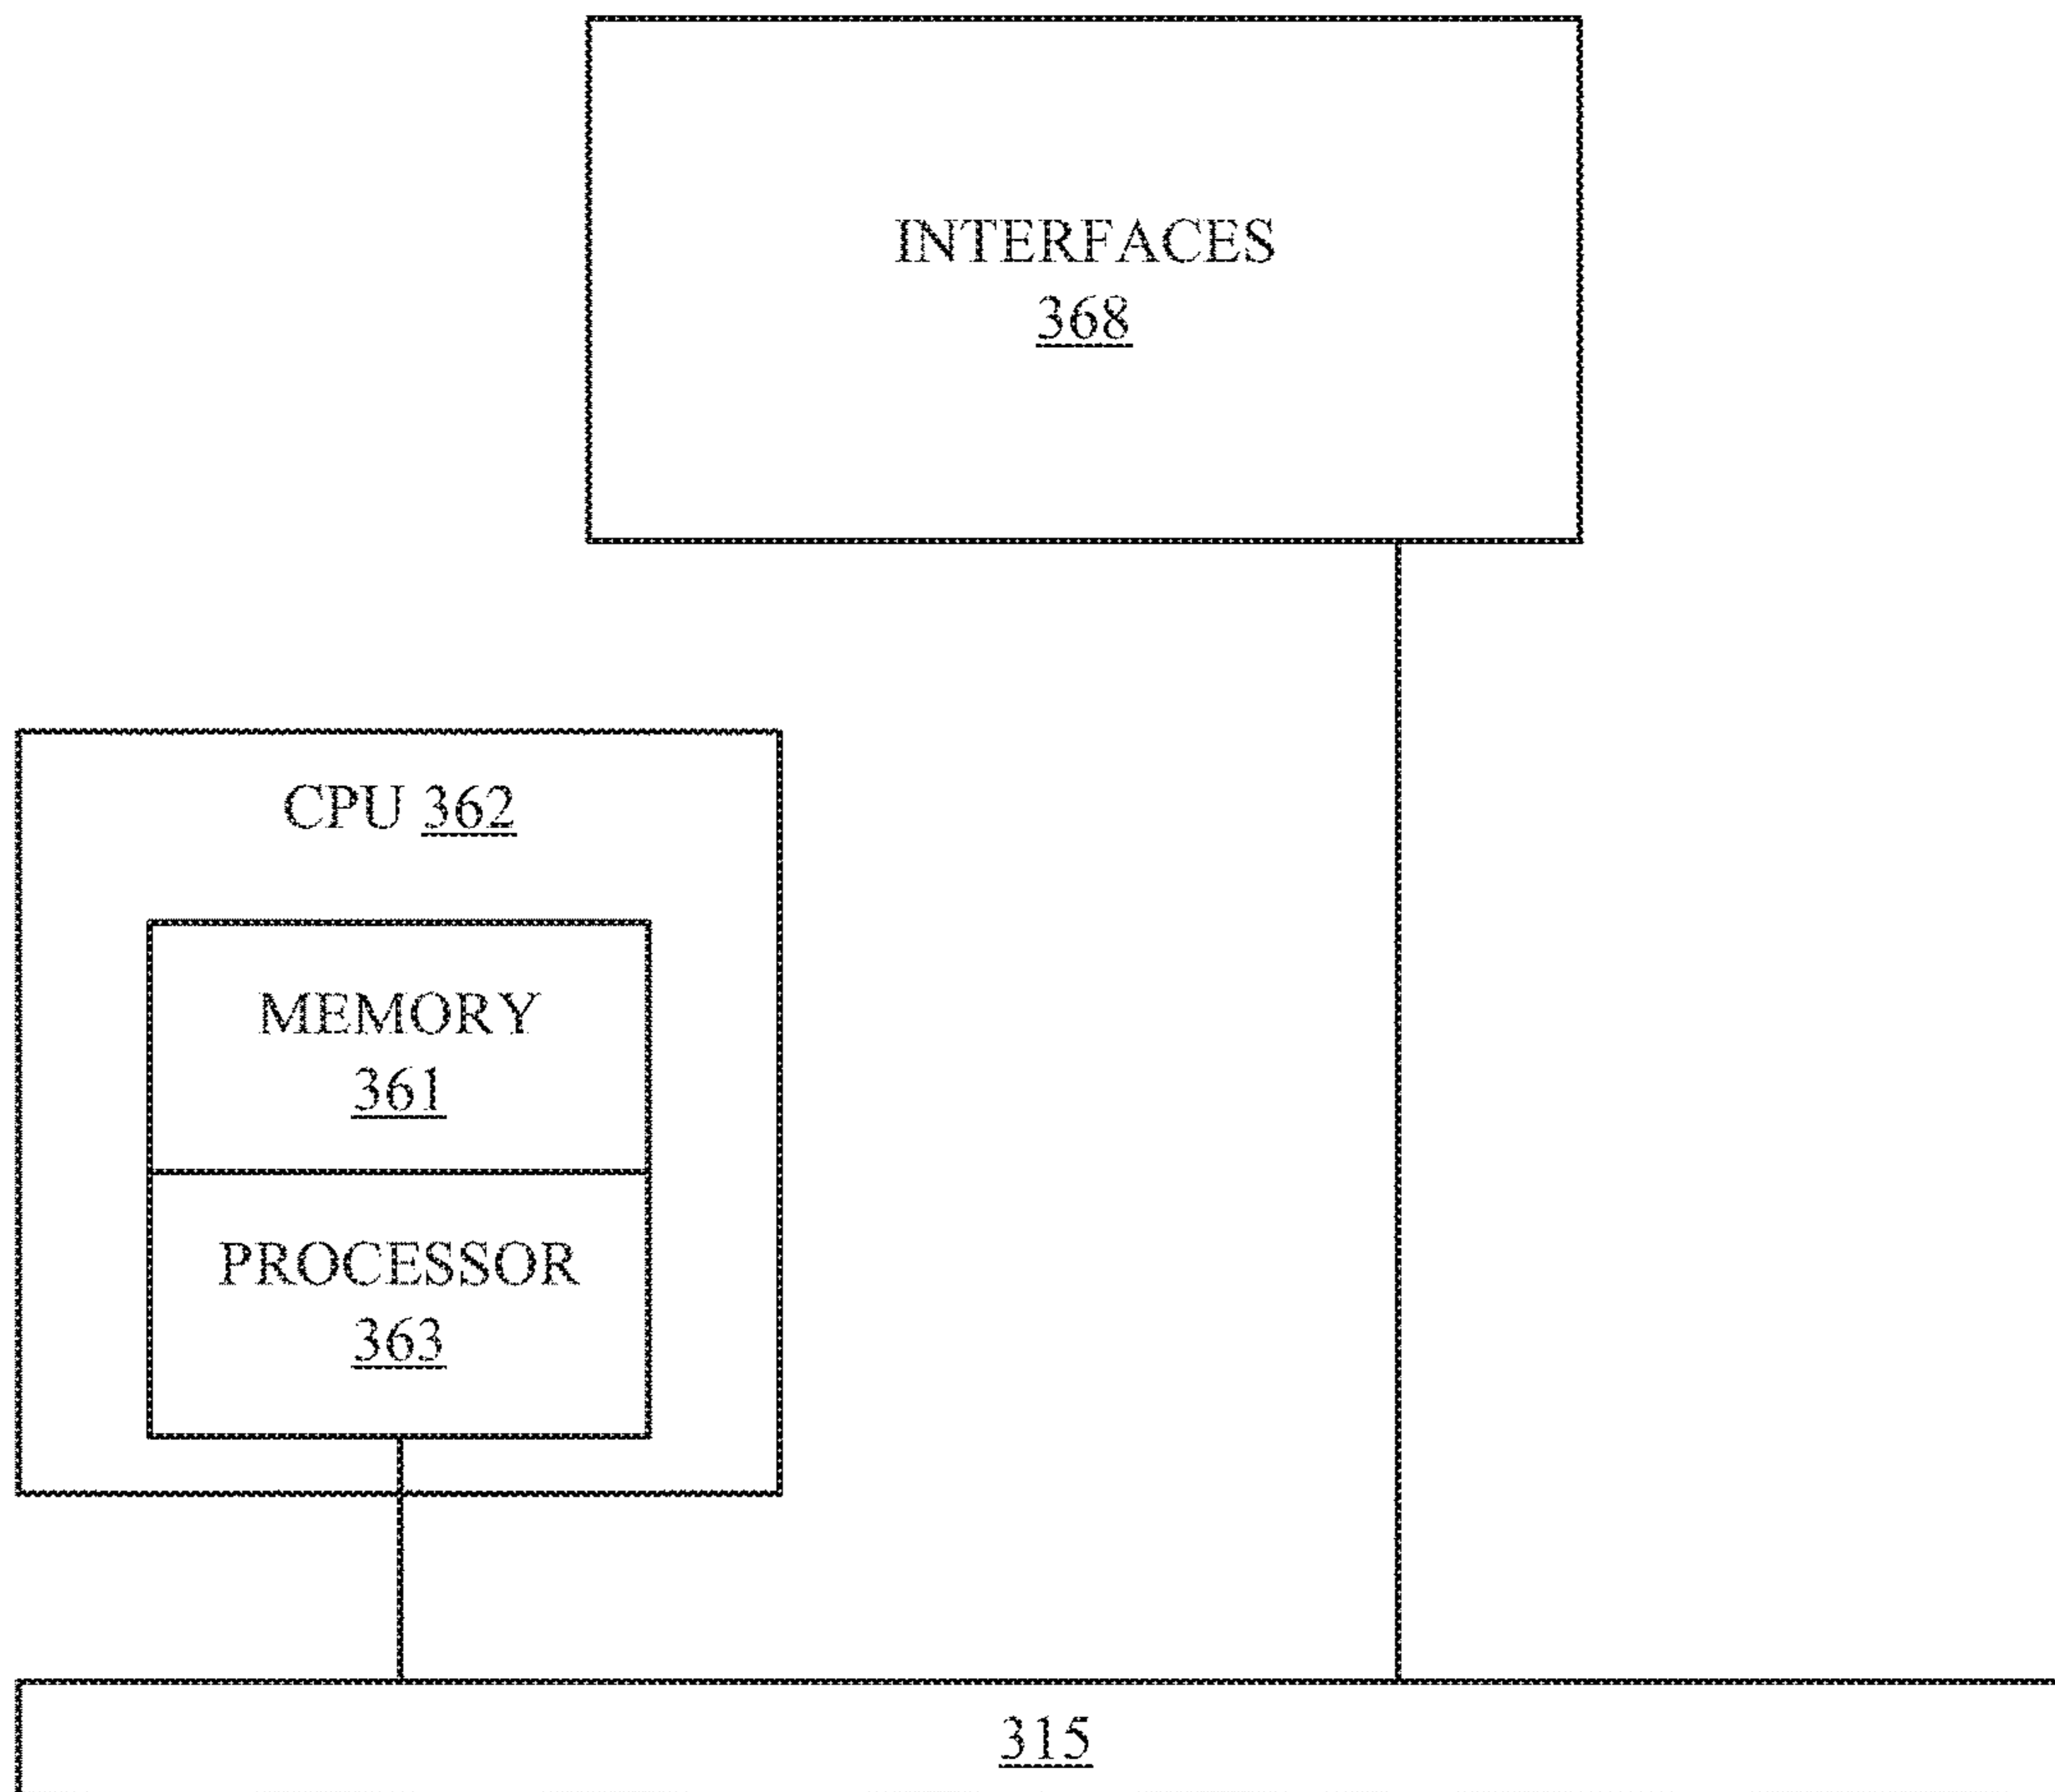 INTERFACES
368
CPU 362
MEMORY
361
PROCESSOR
363
315